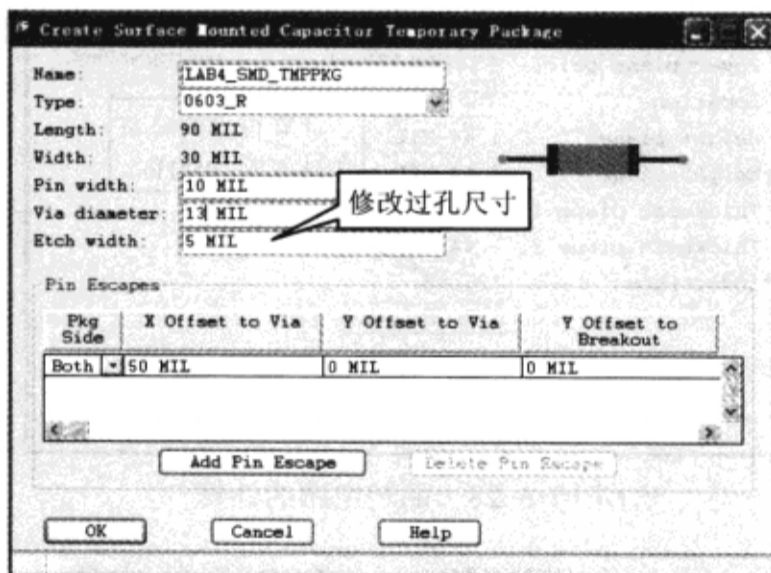 Create Surface Mounted Capacitor Temporary Package
Name: LAB4_SMD_TMPPKG
Type: 0603_R
Length: 90 MIL
Width: 30 MIL
Pin width: 10 MIL
Via diameter: 13 MIL
Etch width: 5 MIL
修改过孔尺寸
Pin Escapes
Pkg Side X Offset to Via Y Offset to Via Y Offset to Breakout
Both 50 MIL 0 MIL 0 MIL
Add Pin Escape Delete Pin Escape
OK Cancel Help